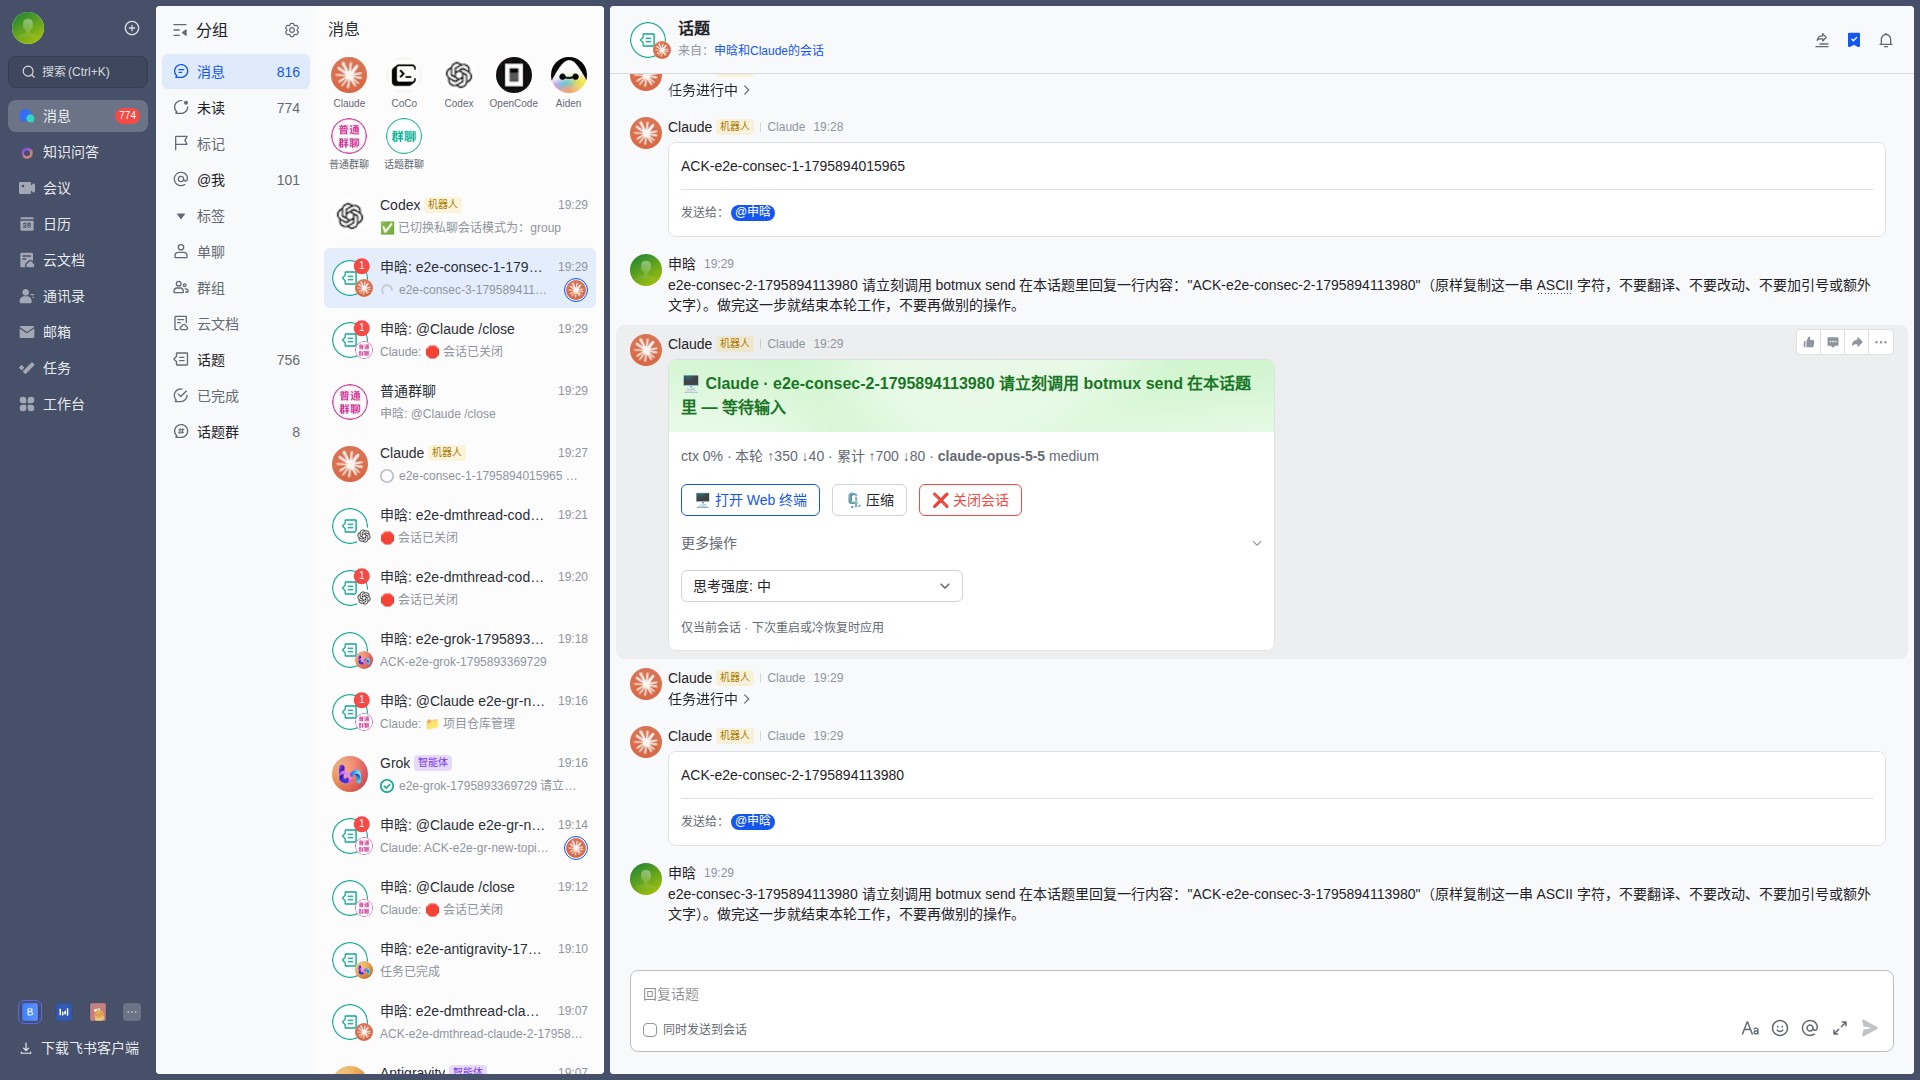 搜索 (Ctrl+K)
消息
774
知识问答
会议
日历
云文档
通讯录
邮箱
任务
工作台
下载飞书客户端
分组
消息
816
未读
774
标记
@我
101
标签
单聊
群组
云文档
话题
756
已完成
话题群
8
消息
Claude
CoCo
Codex
OpenCode
Aiden
普通
群聊
普通群聊
群聊
话题群聊
Codex 机器人 19:29
✅ 已切换私聊会话模式为：group
1
申晗: e2e-consec-1-179… 19:29
e2e-consec-3-179589411…
1
申晗: @Claude /close 19:29
Claude: 🛑 会话已关闭
普通
群聊
普通群聊 19:29
申晗: @Claude /close
Claude 机器人 19:27
e2e-consec-1-1795894015965 …
申晗: e2e-dmthread-cod… 19:21
🛑 会话已关闭
1
申晗: e2e-dmthread-cod… 19:20
🛑 会话已关闭
申晗: e2e-grok-1795893… 19:18
ACK-e2e-grok-1795893369729
1
申晗: @Claude e2e-gr-n… 19:16
Claude: 📁 项目仓库管理
Grok 智能体 19:16
e2e-grok-1795893369729 请立…
1
申晗: @Claude e2e-gr-n… 19:14
Claude: ACK-e2e-gr-new-topi…
申晗: @Claude /close 19:12
Claude: 🛑 会话已关闭
申晗: e2e-antigravity-17… 19:10
任务已完成
申晗: e2e-dmthread-cla… 19:07
ACK-e2e-dmthread-claude-2-17958…
Antigravity 智能体 19:07
话题
来自：申晗和Claude的会话
任务进行中 >
Claude 机器人 | Claude 19:28
ACK-e2e-consec-1-1795894015965
发送给： @申晗
申晗 19:29
e2e-consec-2-1795894113980 请立刻调用 botmux send 在本话题里回复一行内容："ACK-e2e-consec-2-1795894113980"（原样复制这一串 ASCII 字符，不要翻译、不要改动、不要加引号或额外
文字）。做完这一步就结束本轮工作，不要再做别的操作。
Claude 机器人 | Claude 19:29
🖥️ Claude · e2e-consec-2-1795894113980 请立刻调用 botmux send 在本话题
里 — 等待输入
ctx 0% · 本轮 ↑350 ↓40 · 累计 ↑700 ↓80 · claude-opus-5-5 medium
🖥️ 打开 Web 终端
🗜️ 压缩
❌ 关闭会话
更多操作
思考强度: 中
仅当前会话 · 下次重启或冷恢复时应用
Claude 机器人 | Claude 19:29
任务进行中 >
Claude 机器人 | Claude 19:29
ACK-e2e-consec-2-1795894113980
发送给： @申晗
申晗 19:29
e2e-consec-3-1795894113980 请立刻调用 botmux send 在本话题里回复一行内容："ACK-e2e-consec-3-1795894113980"（原样复制这一串 ASCII 字符，不要翻译、不要改动、不要加引号或额外
文字）。做完这一步就结束本轮工作，不要再做别的操作。
回复话题
同时发送到会话